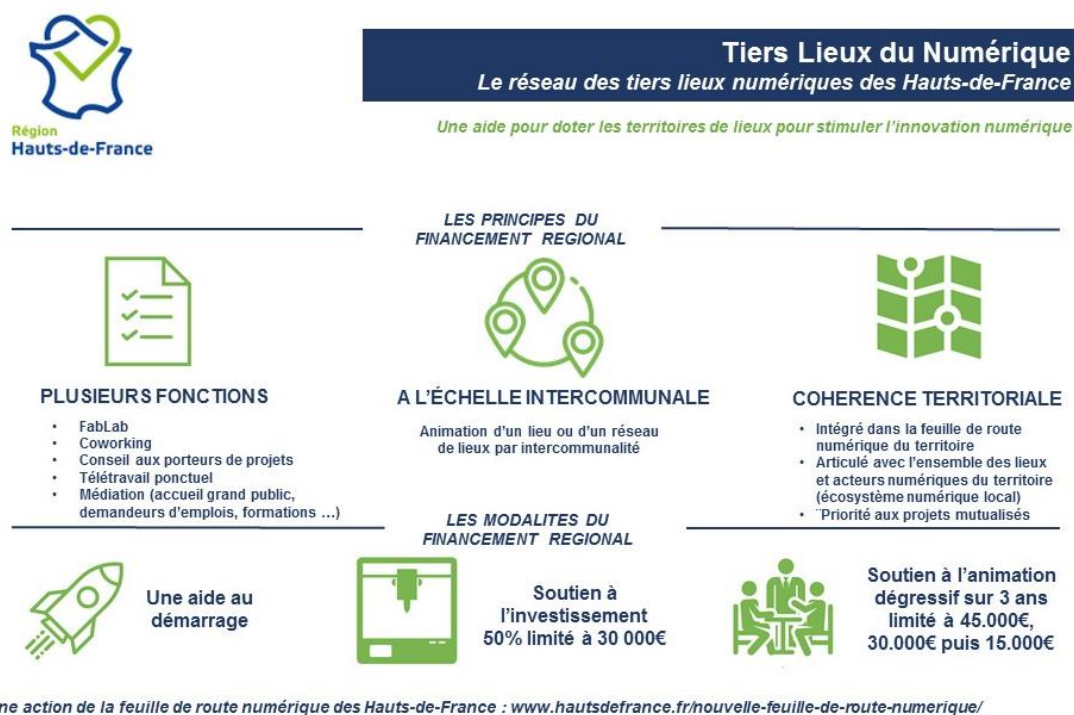 Région
Hauts-de-France
Tiers Lieux du Numérique
Le réseau des tiers lieux numériques des Hauts-de-France
Une aide pour doter les territoires de lieux pour stimuler l'innovation numérique
LES PRINCIPES DU
FINANCEMENT REGIONAL
PLUSIEURS FONCTIONS
• FabLab
• Coworking
• Conseil aux porteurs de projets
• Télétravail ponctuel
• Médiation (accueil grand public,
demandeurs d'emplois, formations ...)
A L'ÉCHELLE INTERCOMMUNALE
Animation d'un lieu ou d'un réseau
de lieux par intercommunalité
COHERENCE TERRITORIALE
• Intégré dans la feuille de route
numérique du territoire
• Articulé avec l'ensemble des lieux
et acteurs numériques du territoire
(écosystème numérique local)
• ¨Priorité aux projets mutualisés
LES MODALITES DU
FINANCEMENT REGIONAL
Une aide au
démarrage
Soutien à
l'investissement
50% limité à 30 000€
Soutien à l'animation
dégressif sur 3 ans
limité à 45.000€,
30.000€ puis 15.000€
ne action de la feuille de route numérique des Hauts-de-France : www.hautsdefrance.fr/nouvelle-feuille-de-route-numerique/